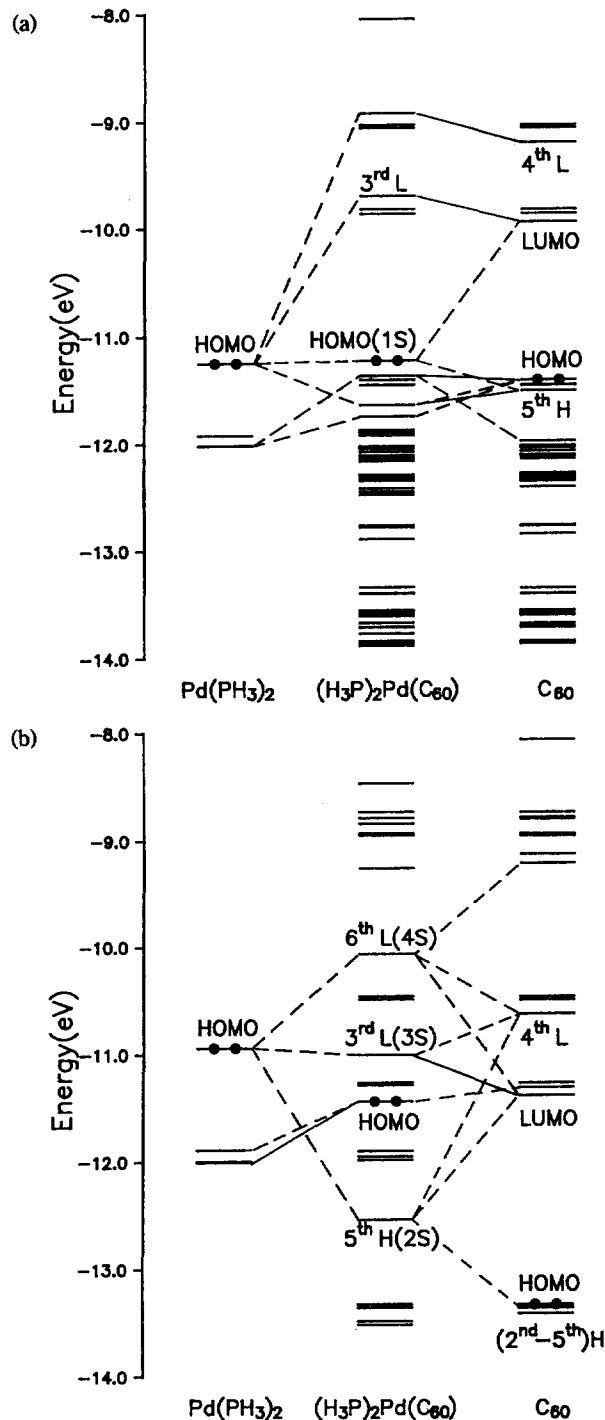 (a)
-8.0
-9.0
4ᵗʰ L
3ʳᵈ L
-10.0
LUMO
HOMO
HOMO(1S)
-11.0
HOMO
5ᵗʰ H
-12.0
-13.0
-14.0
Energy(eV)
Pd(PH₃)₂ (H₃P)₂Pd(C₆₀) C₆₀
(b)
-8.0
-9.0
-10.0
6ᵗʰ L(4S)
HOMO
3ʳᵈ L(3S)
4ᵗʰ L
-11.0
HOMO
LUMO
-12.0
5ᵗʰ H(2S)
-13.0
HOMO
(2ⁿᵈ-5ᵗʰ)H
-14.0
Energy(eV)
Pd(PH₃)₂ (H₃P)₂Pd(C₆₀) C₆₀